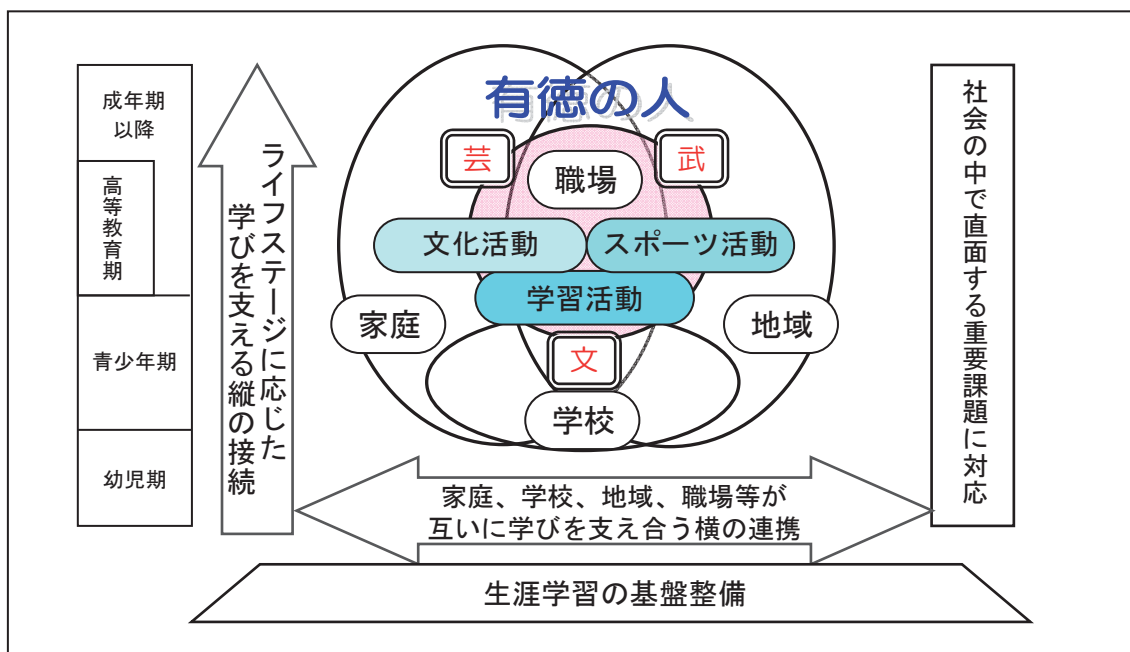 有徳の人
芸
武
職場
文化活動
スポーツ活動
学習活動
家庭
地域
文
学校
成年期
以降
高等教育期
青少年期
幼児期
ライフステージに応じた
学びを支える縦の接続
社会の中で直面する重要課題に対応
家庭、学校、地域、職場等が
互いに学びを支え合う横の連携
生涯学習の基盤整備